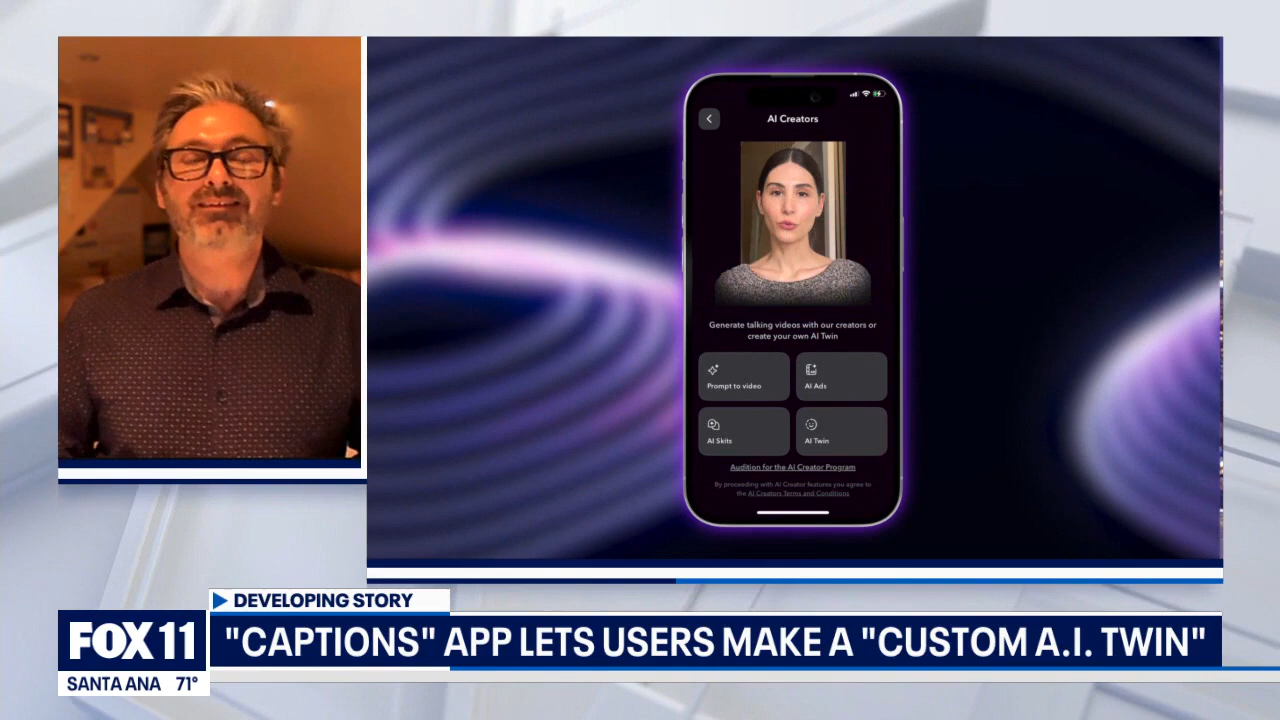 AI Creators
Generate talking videos with our creators or
create your own AI Twin
Prompt to video
AI Ads
AI Skits
AI Twin
Audition for the AI Creator Program
By proceeding with AI Creator features you agree to
the AI Creators Terms and Conditions
DEVELOPING STORY
FOX 11
"CAPTIONS" APP LETS USERS MAKE A "CUSTOM A.I. TWIN"
SANTA ANA 71°